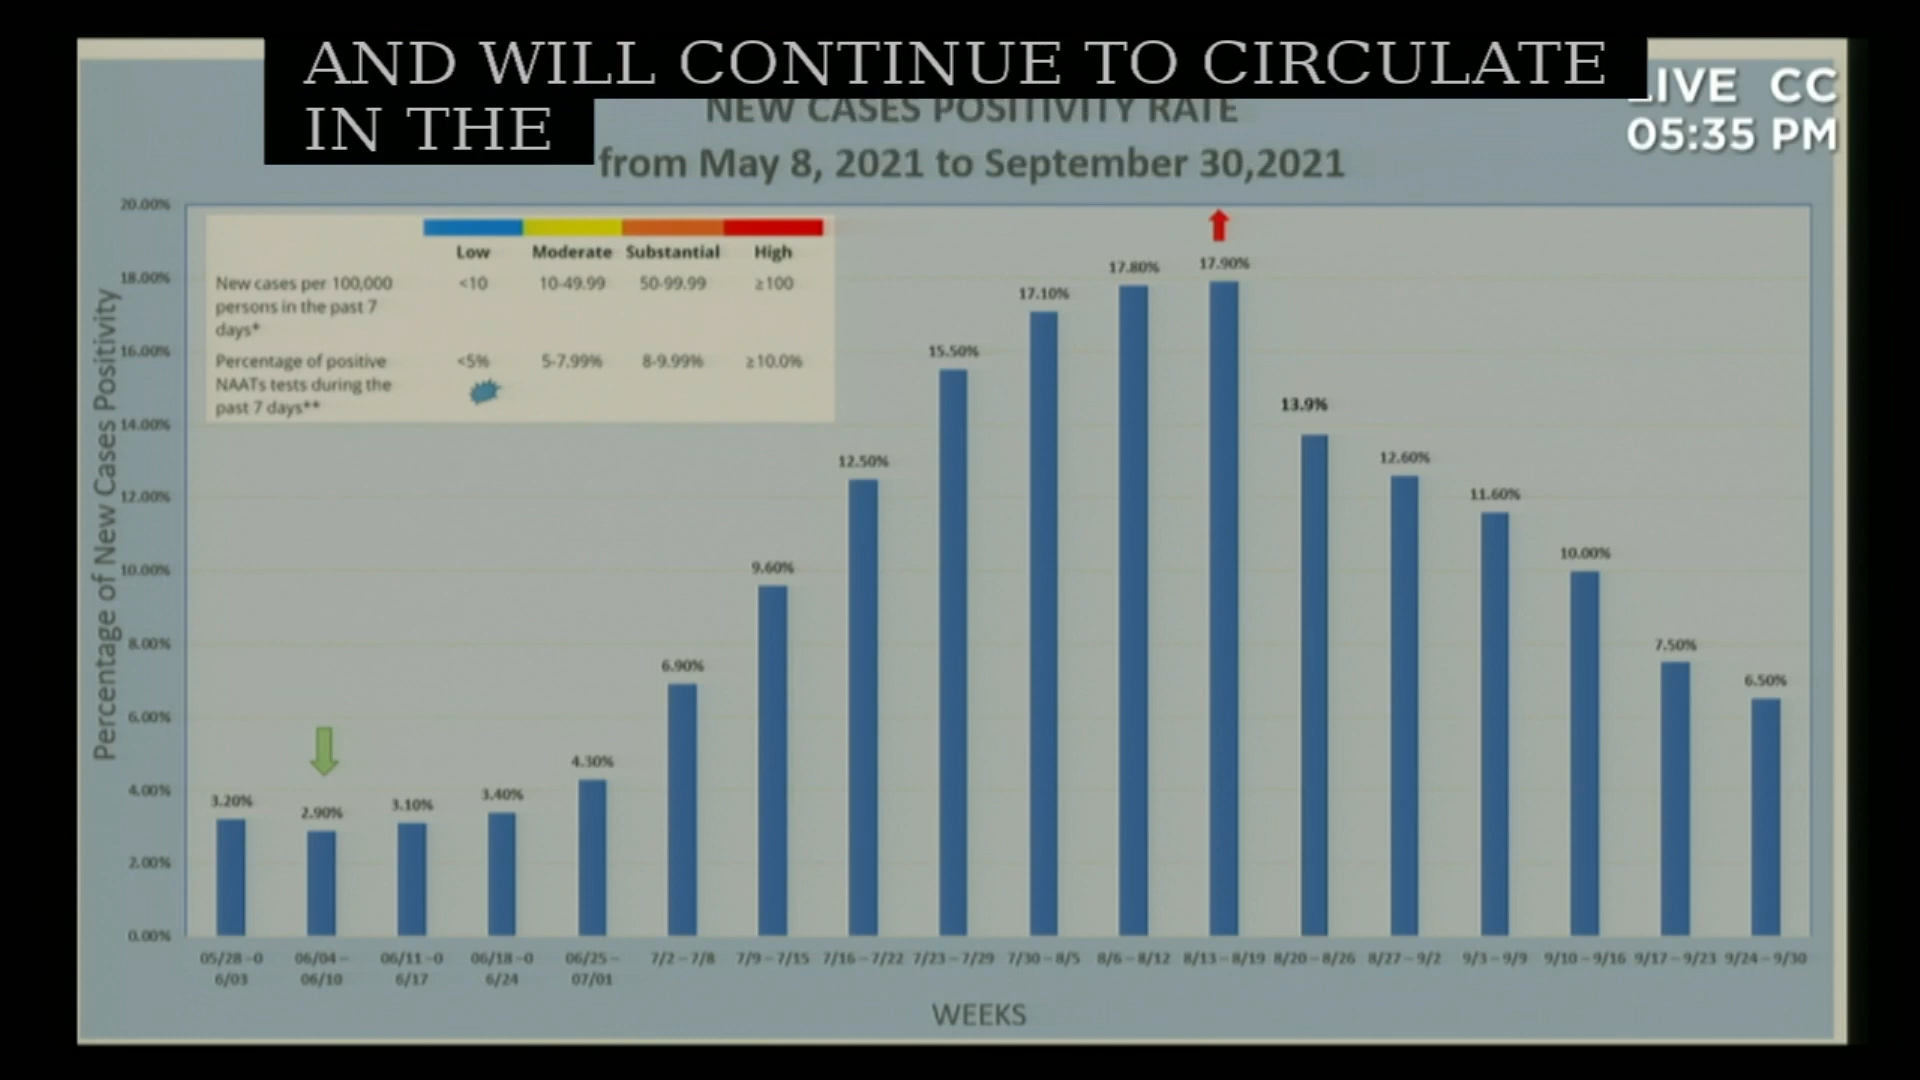 AND WILL CONTINUE TO CIRCULATE
IN THE
LIVE CC
05:35 PM
NEW CASES POSITIVITY RATE
from May 8, 2021 to September 30,2021
Low Moderate Substantial High
New cases per 100,000 <10 10-49.99 50-99.99 ≥100
persons in the past 7
days*
Percentage of positive <5% 5-7.99% 8-9.99% ≥10.0%
NAATs tests during the
past 7 days**
Percentage of New Cases Positivity
20.00%
18.00%
16.00%
14.00%
12.00%
10.00%
8.00%
6.00%
4.00%
2.00%
0.00%
3.20%
2.90%
3.10%
3.40%
4.30%
6.90%
9.60%
12.50%
15.50%
17.10%
17.80%
17.90%
13.9%
12.60%
11.60%
10.00%
7.50%
6.50%
05/28-0 06/04- 06/11-0 06/18-0 06/25- 7/2-7/8 7/9-7/15 7/16-7/22 7/23-7/29 7/30-8/5 8/6-8/12 8/13-8/19 8/20-8/26 8/27-9/2 9/3-9/9 9/10-9/16 9/17-9/23 9/24-9/30
6/03 06/10 6/17 6/24 07/01
WEEKS